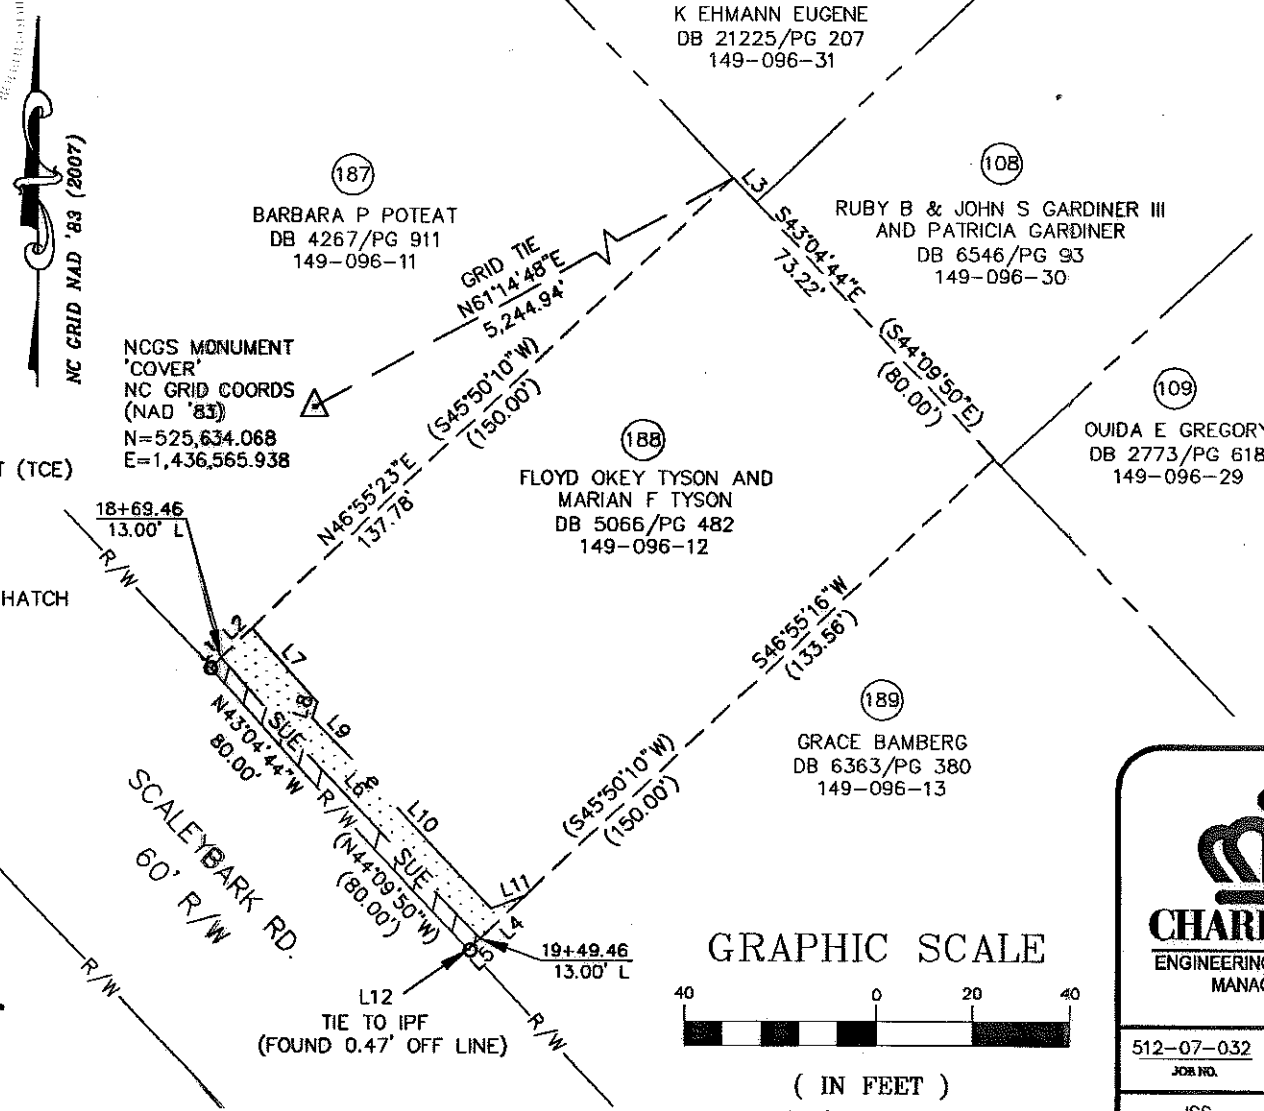 K EHMANN EUGENE
DB 21225/PG 207
149-096-31
NC GRID NAD '83 (2007)
187
BARBARA P POTEAT
DB 4267/PG 911
149-096-11
108
RUBY B & JOHN S GARDINER III
AND PATRICIA GARDINER
DB 6546/PG 93
149-096-30
L3
S43°04'44"E
73.22'
(S44°09'50"E)
(80.00')
GRID TIE
N61°14'48"E
5,244.94'
NCGS MONUMENT
'COVER'
NC GRID COORDS
(NAD '83)
N=525,634.068
E=1,436,565.938
(S45°50'10"W)
(150.00')
N46°55'23"E
137.78'
109
OUIDA E GREGORY
DB 2773/PG 618
149-096-29
188
FLOYD OKEY TYSON AND
MARIAN F TYSON
DB 5066/PG 482
149-096-12
T (TCE)
18+69.46
13.00' L
R/W
HATCH
S46°55'16"W
(133.56')
(S45°50'10"W)
(150.00')
189
GRACE BAMBERG
DB 6363/PG 380
149-096-13
L2
L7
L8
L9
SUE
L6
R/W
L10
SUE
L11
L4
L5
N43°04'44"W
80.00'
(N44°09'50"W)
(80.00')
SCALEYBARK RD.
60' R/W
R/W
19+49.46
13.00' L
L12
TIE TO IPF
(FOUND 0.47' OFF LINE)
R/W
GRAPHIC SCALE
40 0 20 40
( IN FEET )
CHAR
ENGINEERING
MANA
512-07-032
JOB NO.